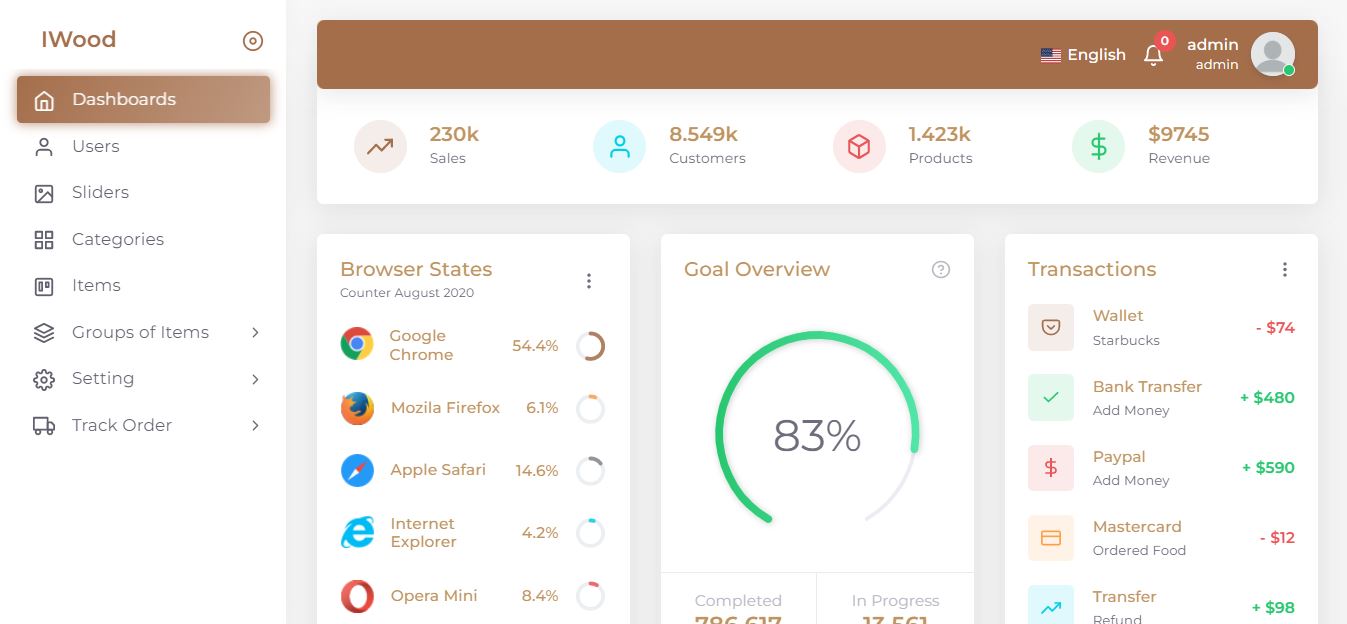 IWood
Dashboards
Users
Sliders
Categories
Items
Groups of Items
Setting
Track Order
English
0
admin
admin
230k
Sales
8.549k
Customers
1.423k
Products
$9745
Revenue
Browser States
Counter August 2020
Google
Chrome
54.4%
Mozila Firefox
6.1%
Apple Safari
14.6%
Internet
Explorer
4.2%
Opera Mini
8.4%
Goal Overview
83%
Completed
786,617
In Progress
13,561
Transactions
Wallet
Starbucks
- $74
Bank Transfer
Add Money
+ $480
Paypal
Add Money
+ $590
Mastercard
Ordered Food
- $12
Transfer
Refund
+ $98